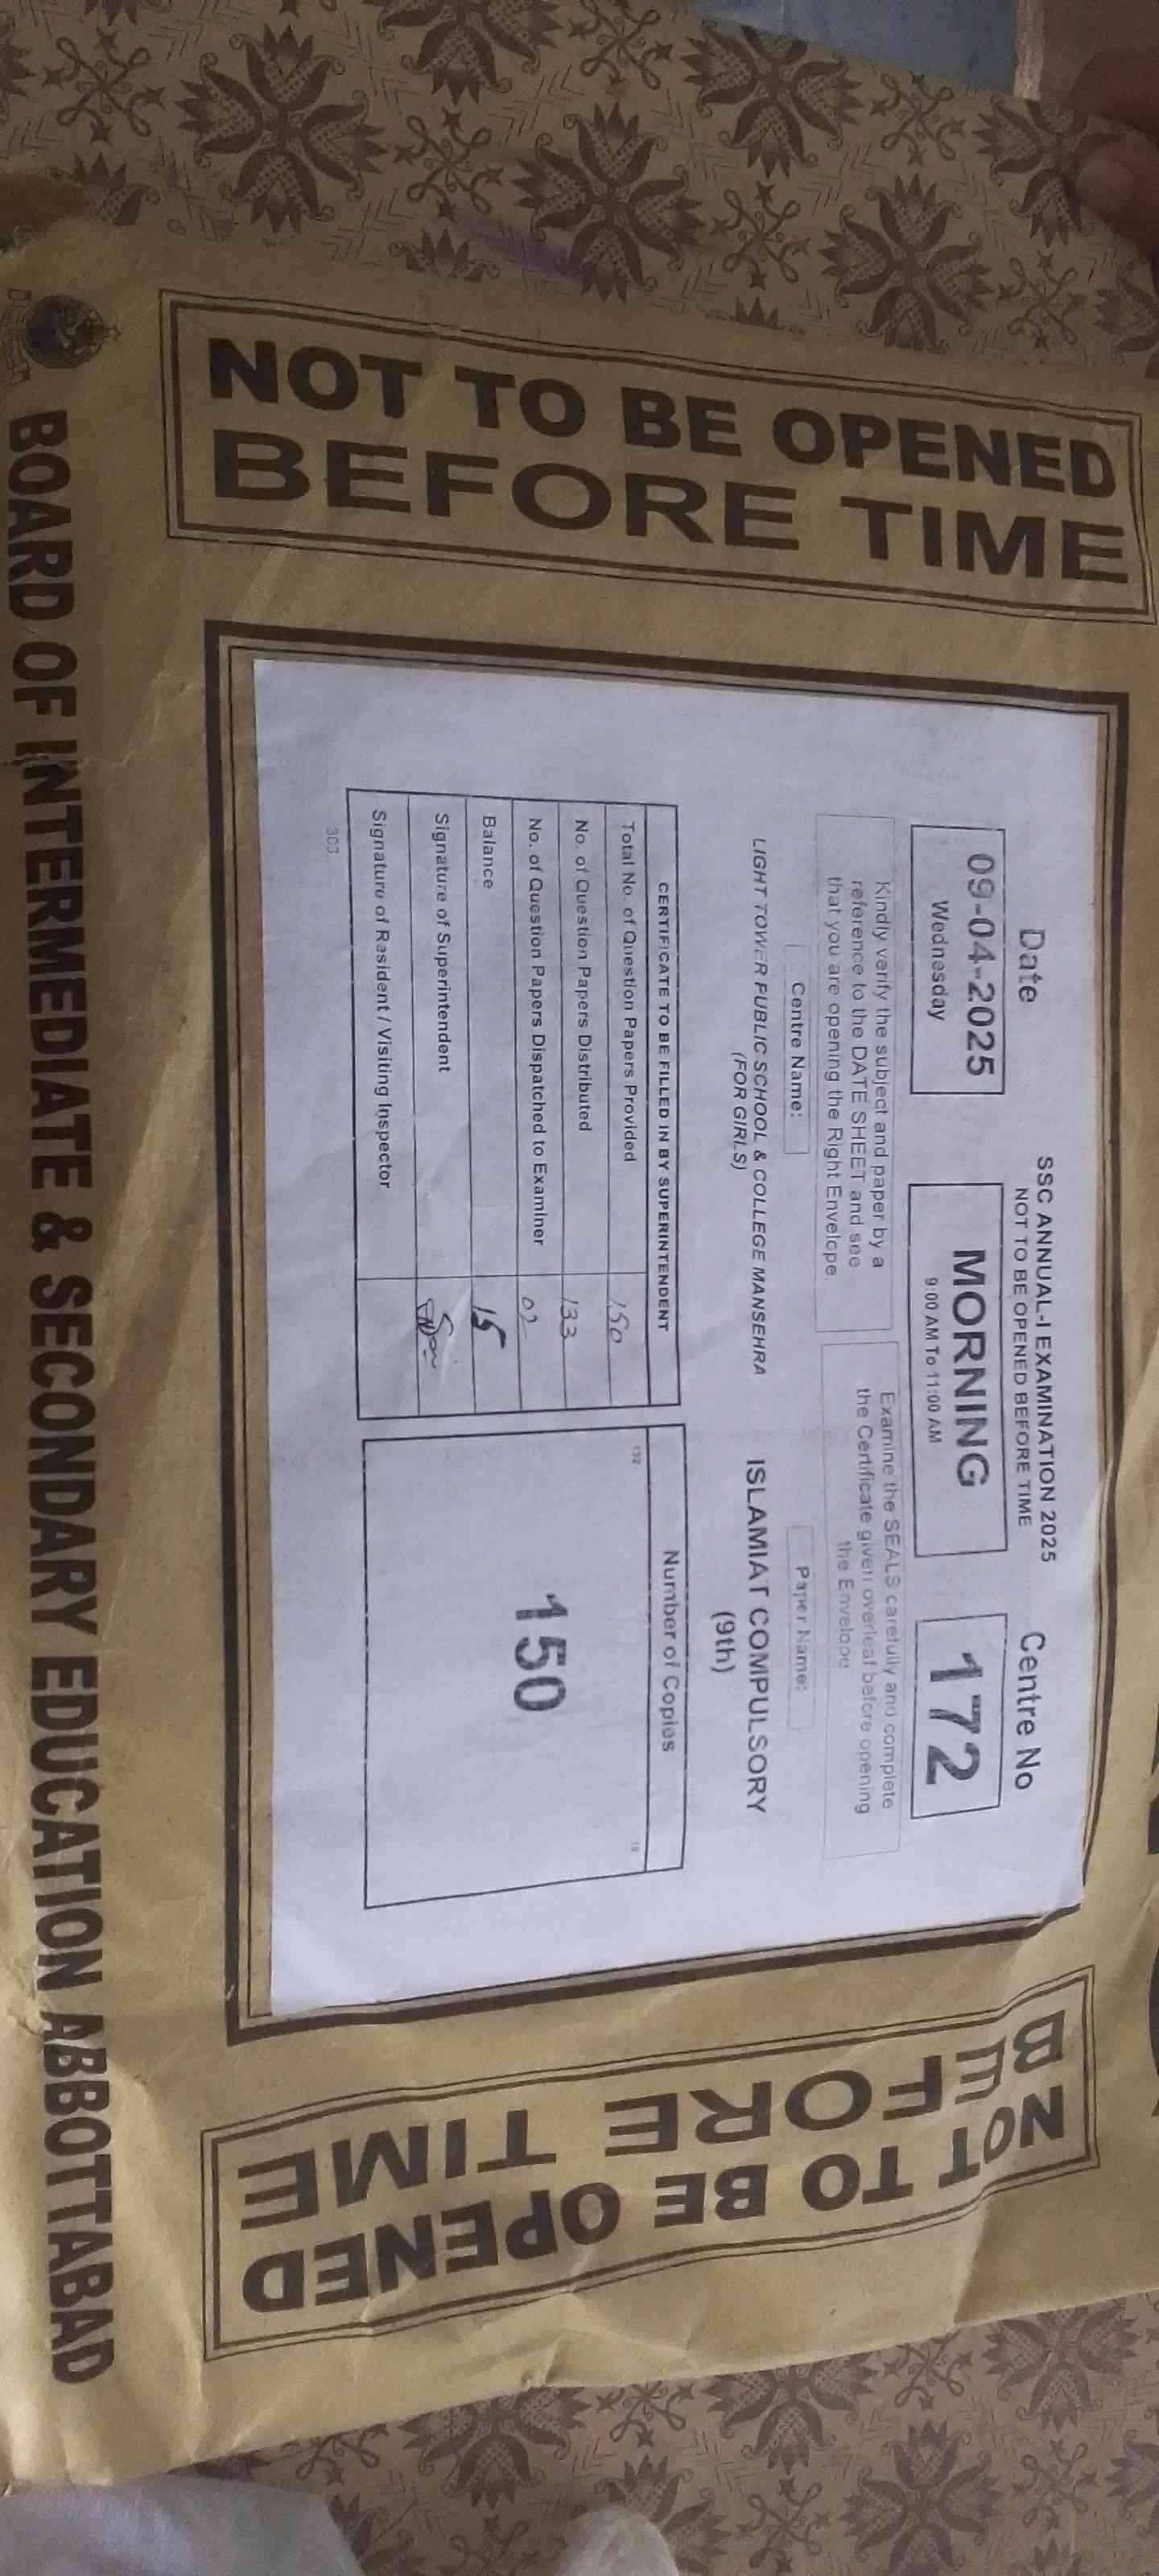 NOT TO BE OPENED
BEFORE TIME
SSC ANNUAL-I EXAMINATION 2025
NOT TO BE OPENED BEFORE TIME
Date
09-04-2025
Wednesday
MORNING
9:00 AM To 11:00 AM
Centre No
172
Kindly verify the subject and paper by a
reference to the DATE SHEET and see
that you are opening the Right Envelope.
Examine the SEALS carefully and complete
the Certificate given overleaf before opening
the Envelope
Centre Name:
LIGHT TOWER PUBLIC SCHOOL & COLLEGE MANSEHRA
(FOR GIRLS)
Paper Name:
ISLAMIAT COMPULSORY
(9th)
CERTIFICATE TO BE FILLED IN BY SUPERINTENDENT
Total No. of Question Papers Provided 150
No. of Question Papers Distributed 133
No. of Question Papers Dispatched to Examiner 02
Balance 15
Signature of Superintendent
Signature of Rasident / Visiting Inspector
303
Number of Copies
132
18
150
NOT TO BE OPENED
BEFORE TIME
BOARD OF INTERMEDIATE & SECONDARY EDUCATION ABBOTTABAD